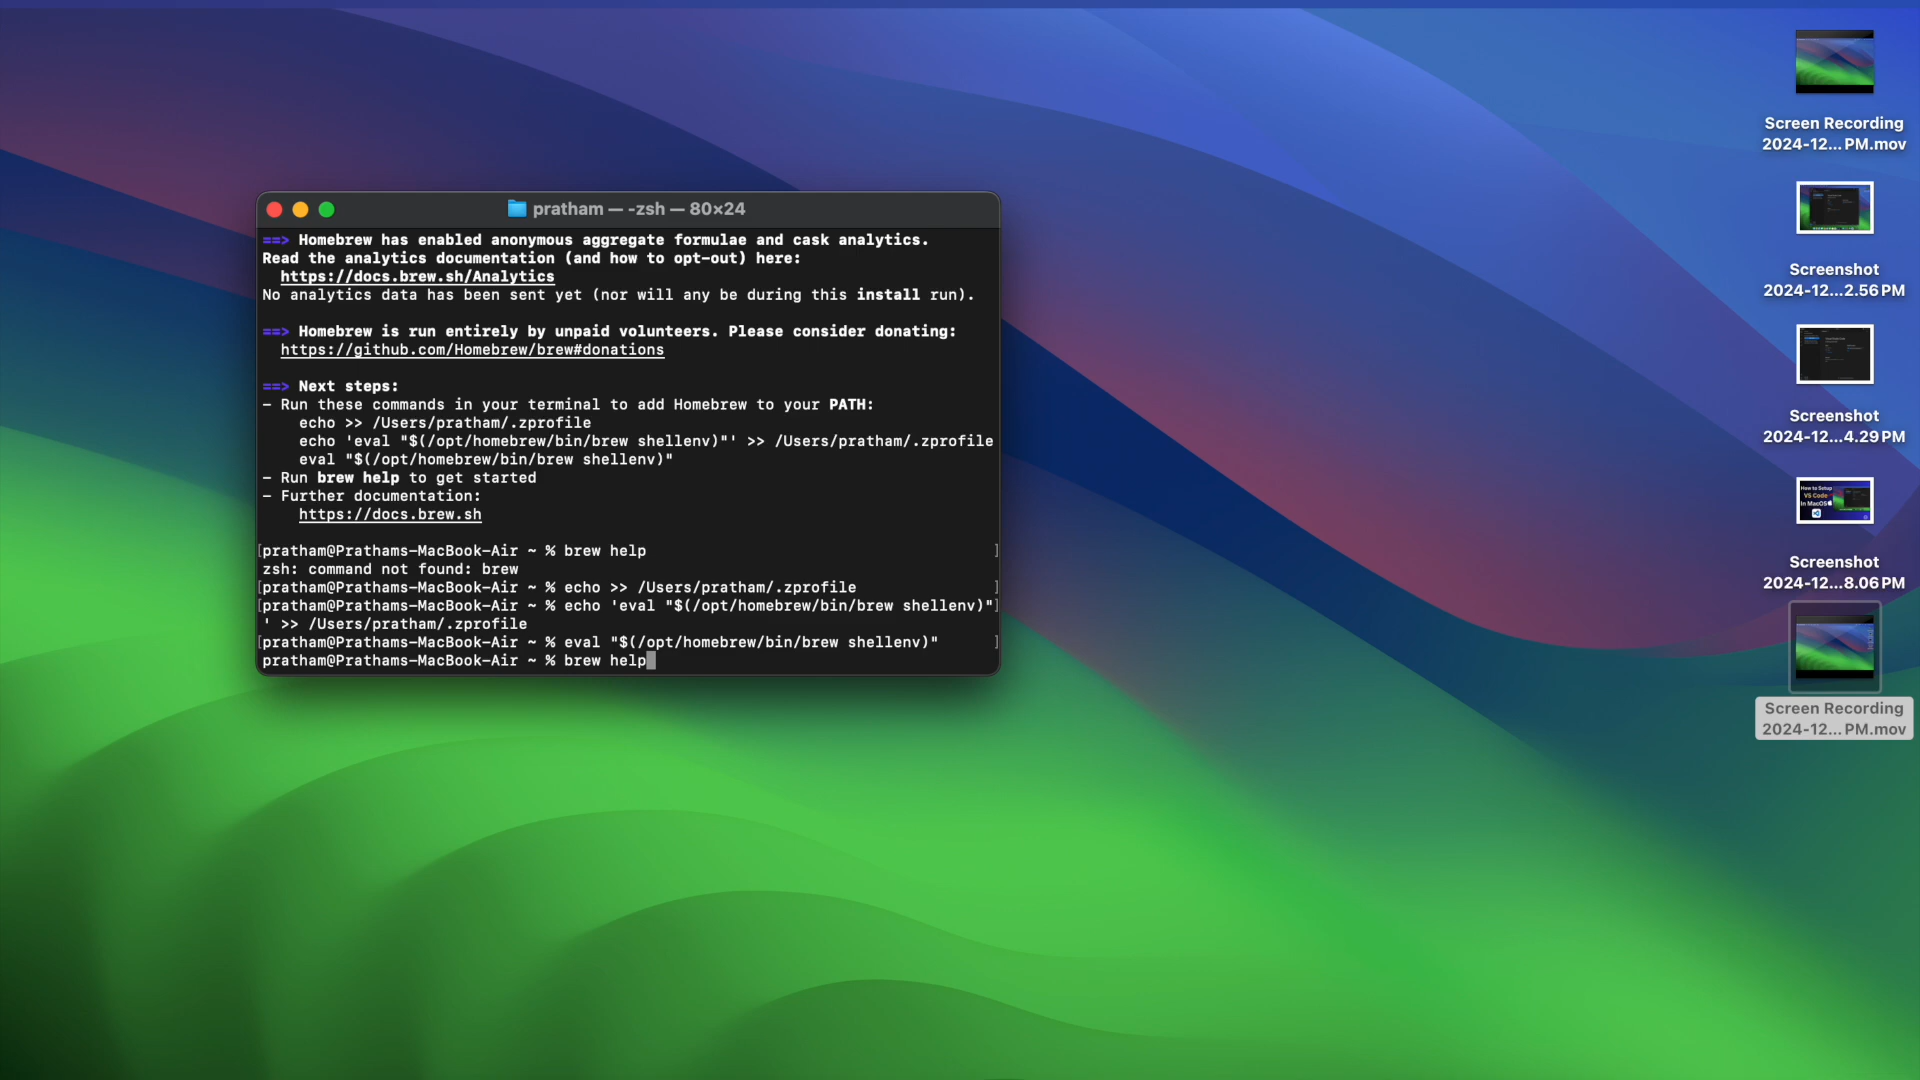 pratham — -zsh — 80×24
==> Homebrew has enabled anonymous aggregate formulae and cask analytics.
Read the analytics documentation (and how to opt-out) here:
https://docs.brew.sh/Analytics
No analytics data has been sent yet (nor will any be during this install run).
==> Homebrew is run entirely by unpaid volunteers. Please consider donating:
https://github.com/Homebrew/brew#donations
==> Next steps:
- Run these commands in your terminal to add Homebrew to your PATH:
echo >> /Users/pratham/.zprofile
echo 'eval "$(/opt/homebrew/bin/brew shellenv)"' >> /Users/pratham/.zprofile
eval "$(/opt/homebrew/bin/brew shellenv)"
- Run brew help to get started
- Further documentation:
https://docs.brew.sh
[pratham@Prathams-MacBook-Air ~ % brew help ]
zsh: command not found: brew
[pratham@Prathams-MacBook-Air ~ % echo >> /Users/pratham/.zprofile ]
[pratham@Prathams-MacBook-Air ~ % echo 'eval "$(/opt/homebrew/bin/brew shellenv)"]
' >> /Users/pratham/.zprofile
[pratham@Prathams-MacBook-Air ~ % eval "$(/opt/homebrew/bin/brew shellenv)" ]
pratham@Prathams-MacBook-Air ~ % brew help
Screen Recording
2024-12...PM.mov
Screenshot
2024-12...2.56 PM
Screenshot
2024-12...4.29 PM
How to Setup
VS Code
In MacOS
Screenshot
2024-12...8.06 PM
Screen Recording
2024-12...PM.mov